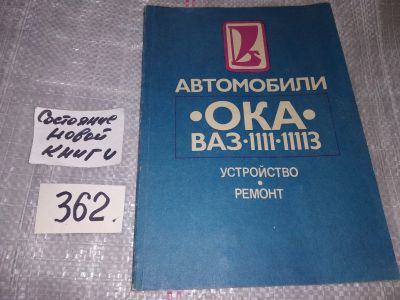 АВТОМОБИЛИ
•ОКА•
ВАЗ•1111•11113
УСТРОЙСТВО
•
РЕМОНТ
Состояние
новой
книги
362.